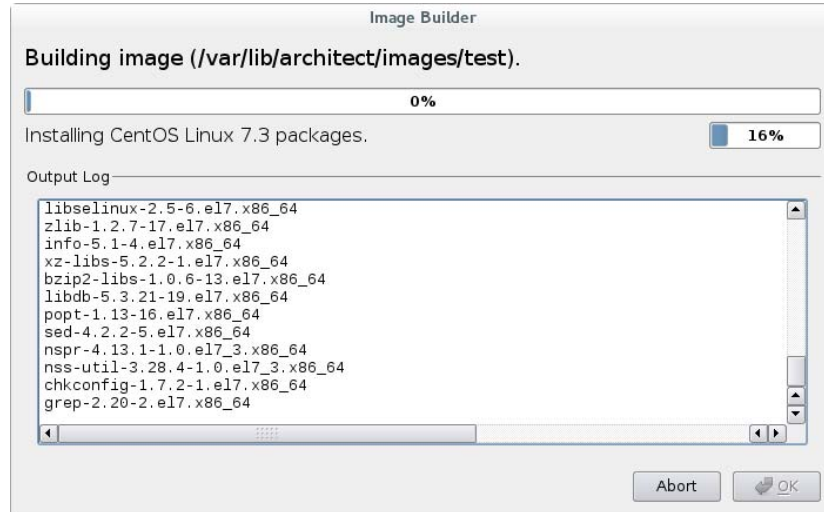 Image Builder
Building image (/var/lib/architect/images/test).
0%
Installing CentOS Linux 7.3 packages.
16%
Output Log
libselinux-2.5-6.el7.x86_64
zlib-1.2.7-17.el7.x86_64
info-5.1-4.el7.x86_64
xz-libs-5.2.2-1.el7.x86_64
bzip2-libs-1.0.6-13.el7.x86_64
libdb-5.3.21-19.el7.x86_64
popt-1.13-16.el7.x86_64
sed-4.2.2-5.el7.x86_64
nspr-4.13.1-1.0.el7_3.x86_64
nss-util-3.28.4-1.0.el7_3.x86_64
chkconfig-1.7.2-1.el7.x86_64
grep-2.20-2.el7.x86_64
Abort
OK